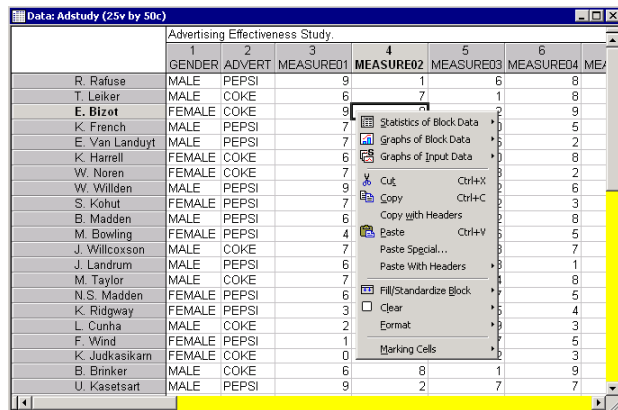 Data: Adstudy (25v by 50c)
Advertising Effectiveness Study.
1 2 3 4 5 6
GENDER ADVERT MEASURE01 MEASURE02 MEASURE03 MEASURE04
R. Rafuse MALE PEPSI 9 1 6 8
T. Leiker MALE COKE 6 7 1 8
E. Bizot FEMALE COKE 9 9
K. French MALE PEPSI 7 5
E. Van Landuyt MALE PEPSI 7 2
K. Harrell FEMALE COKE 6 8
W. Noren FEMALE COKE 7 2
W. Willden MALE PEPSI 9 6
S. Kohut FEMALE PEPSI 7 3
B. Madden MALE PEPSI 6 8
M. Bowling FEMALE PEPSI 4 5
J. Willcoxson MALE COKE 7 7
J. Landrum MALE PEPSI 6 1
M. Taylor MALE COKE 7 8
N.S. Madden FEMALE PEPSI 6 5
K. Ridgway FEMALE PEPSI 3 4
L. Cunha MALE COKE 2 3
F. Wind FEMALE PEPSI 1 5
K. Judkasikarn FEMALE COKE 0 3
B. Brinker MALE COKE 6 8 1 9
U. Kasetsart MALE PEPSI 9 2 7 7
Statistics of Block Data
Graphs of Block Data
Graphs of Input Data
Cut Ctrl+X
Copy Ctrl+C
Copy with Headers
Paste Ctrl+V
Paste Special...
Paste With Headers
Fill/Standardize Block
Clear
Format
Marking Cells